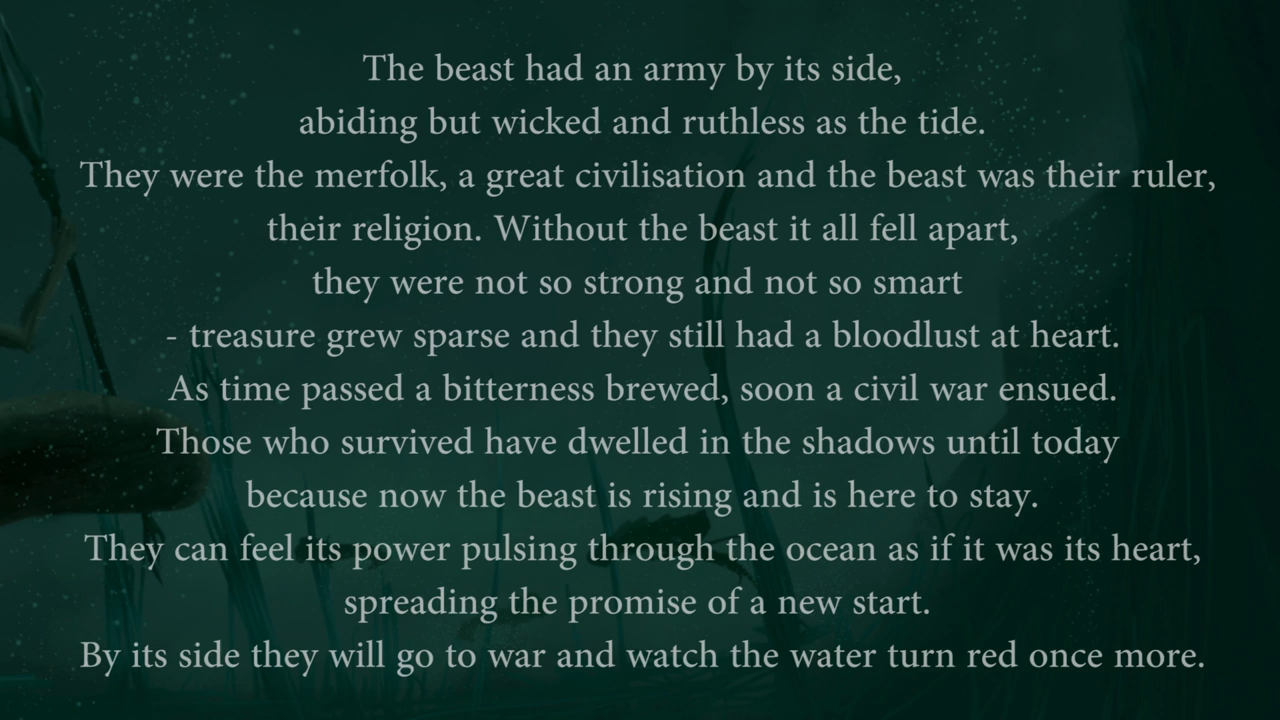 The beast had an army by its side,
abiding but wicked and ruthless as the tide.
They were the merfolk, a great civilisation and the beast was their ruler,
their religion. Without the beast it all fell apart,
they were not so strong and not so smart
- treasure grew sparse and they still had a bloodlust at heart.
As time passed a bitterness brewed, soon a civil war ensued.
Those who survived have dwelled in the shadows until today
because now the beast is rising and is here to stay.
They can feel its power pulsing through the ocean as if it was its heart,
spreading the promise of a new start.
By its side they will go to war and watch the water turn red once more.